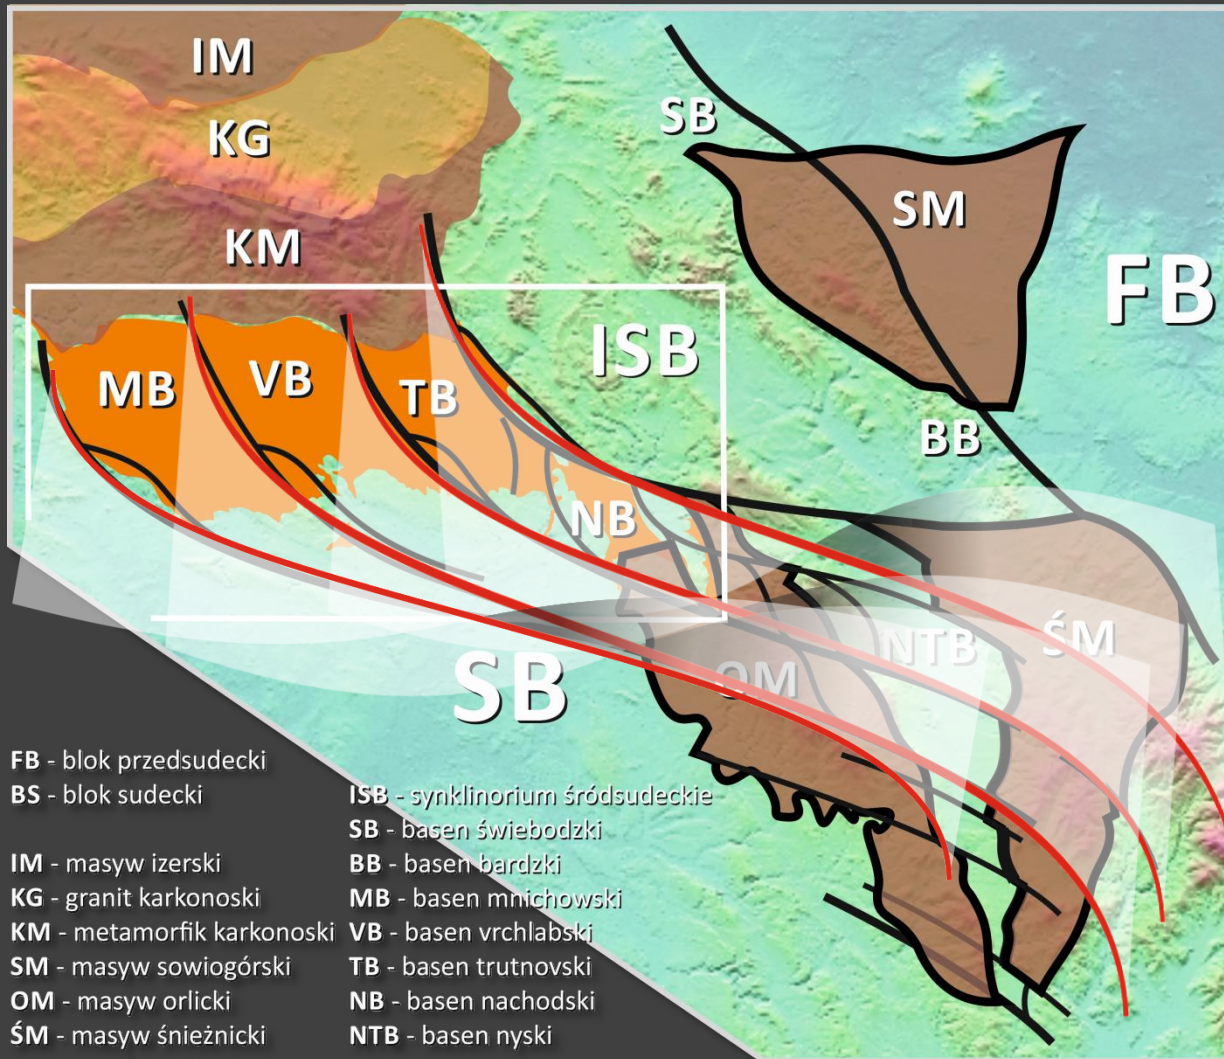 IM
SB
KG
SM
KM
FB
ISB
VB
MB
TB
BB
NB
NTB
ŚM
OM
SB
FB - blok przedsudecki
BS - blok sudecki
IM - masyw izerski
KG - granit karkonoski
KM - metamorfik karkonoski
SM - masyw sowiogórski
OM - masyw orlicki
ŚM - masyw śnieżnicki
ISB - synklinorium śródsudeckie
SB - basen świebodzki
BB - basen bardzki
MB - basen mnichowski
VB - basen vrchlabski
TB - basen trutnovski
NB - basen nachodski
NTB - basen nyski